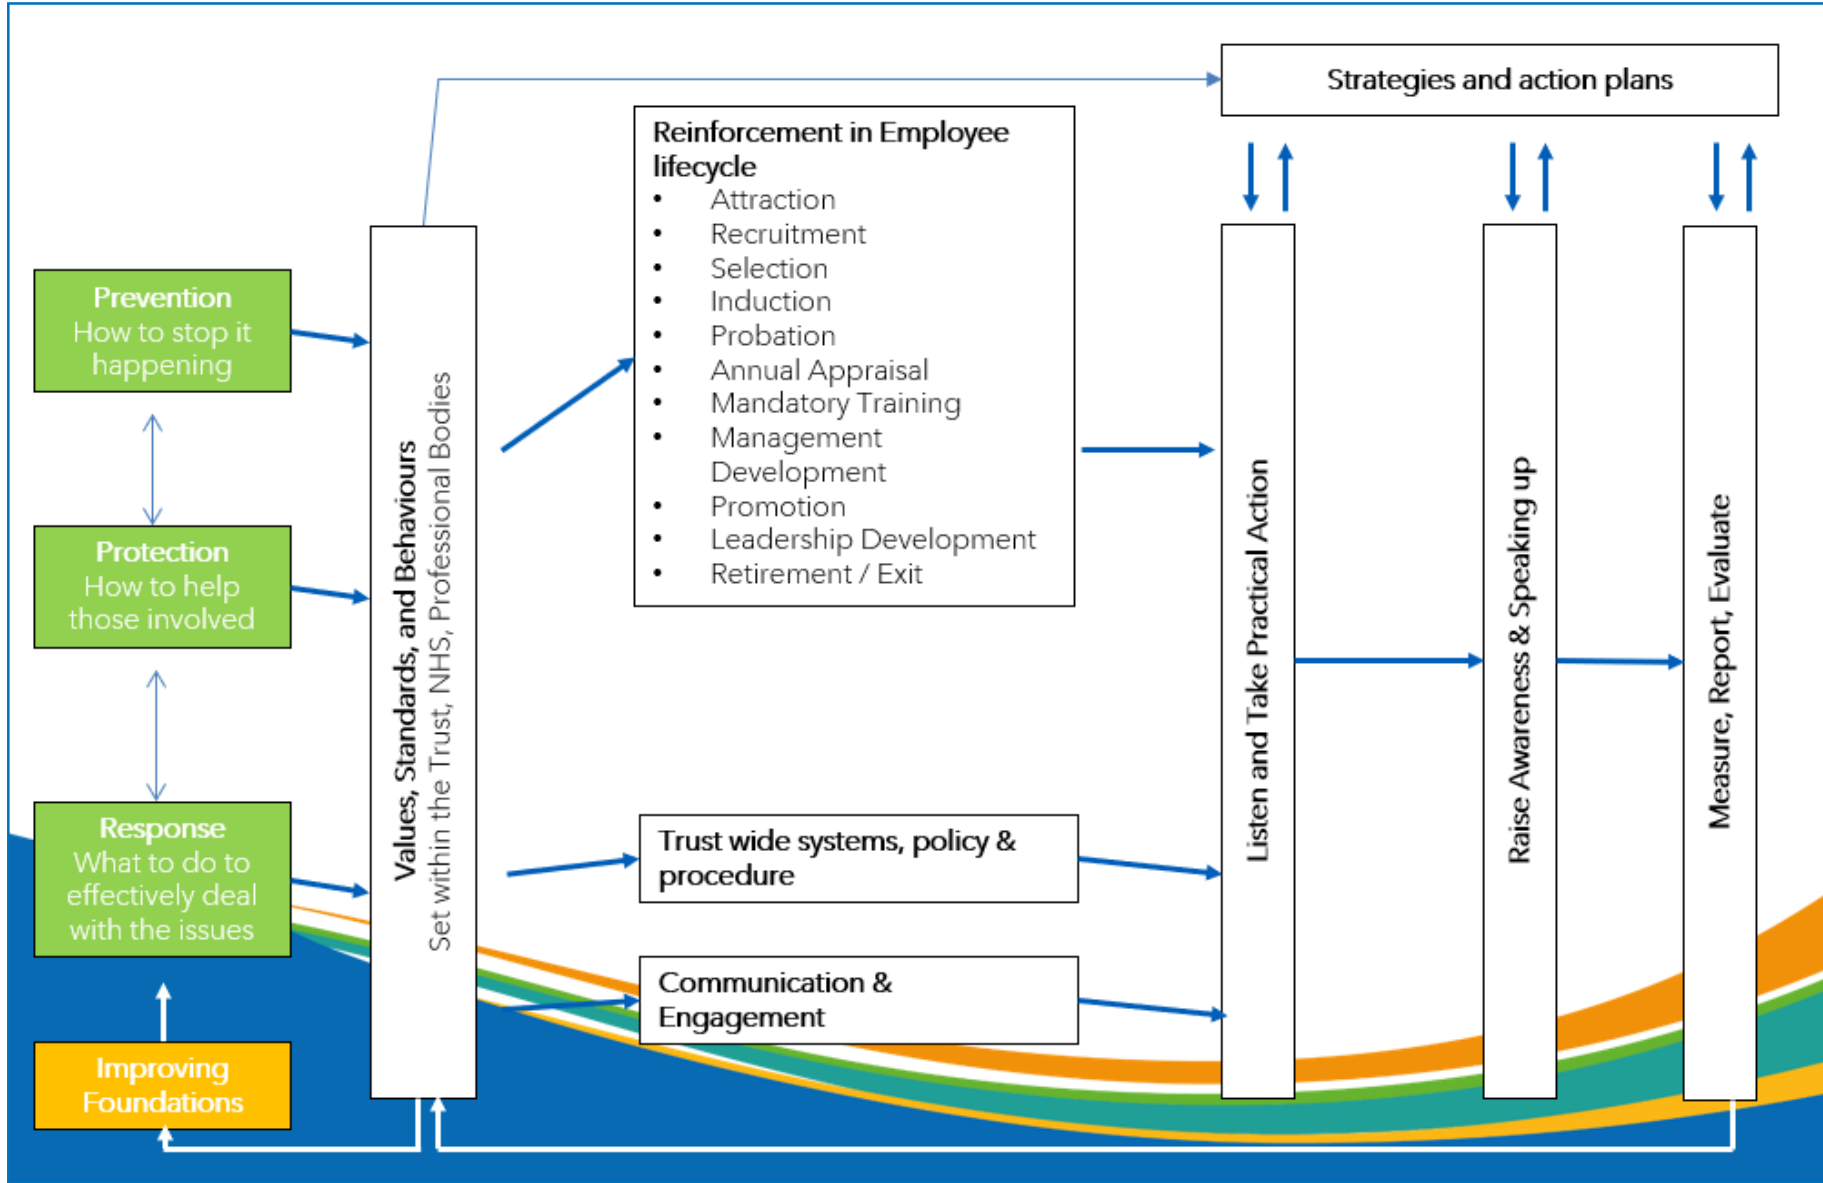 Strategies and action plans
Reinforcement in Employee
lifecycle
• Attraction
• Recruitment
• Selection
• Induction
• Probation
• Annual Appraisal
• Mandatory Training
• Management
Development
• Promotion
• Leadership Development
• Retirement / Exit
Prevention
How to stop it
happening
Protection
How to help
those involved
Response
What to do to
effectively deal
with the issues
Improving
Foundations
Values, Standards, and Behaviours
Set within the Trust, NHS, Professional Bodies
Trust wide systems, policy &
procedure
Communication &
Engagement
Listen and Take Practical Action
Raise Awareness & Speaking up
Measure, Report, Evaluate